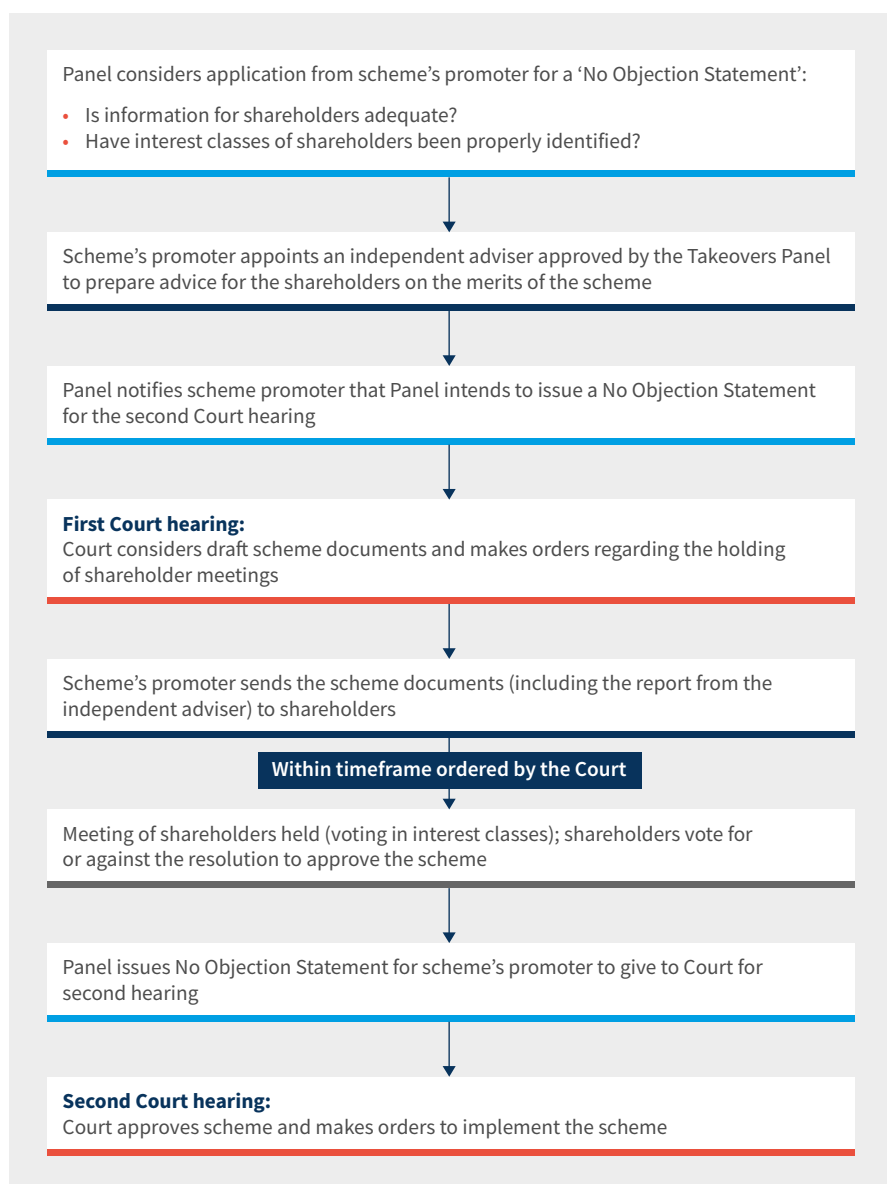 Panel considers application from scheme’s promoter for a ‘No Objection Statement’:
• Is information for shareholders adequate?
• Have interest classes of shareholders been properly identified?
Scheme’s promoter appoints an independent adviser approved by the Takeovers Panel
to prepare advice for the shareholders on the merits of the scheme
Panel notifies scheme promoter that Panel intends to issue a No Objection Statement
for the second Court hearing
First Court hearing:
Court considers draft scheme documents and makes orders regarding the holding
of shareholder meetings
Scheme’s promoter sends the scheme documents (including the report from the
independent adviser) to shareholders
Within timeframe ordered by the Court
Meeting of shareholders held (voting in interest classes); shareholders vote for
or against the resolution to approve the scheme
Panel issues No Objection Statement for scheme’s promoter to give to Court for
second hearing
Second Court hearing:
Court approves scheme and makes orders to implement the scheme